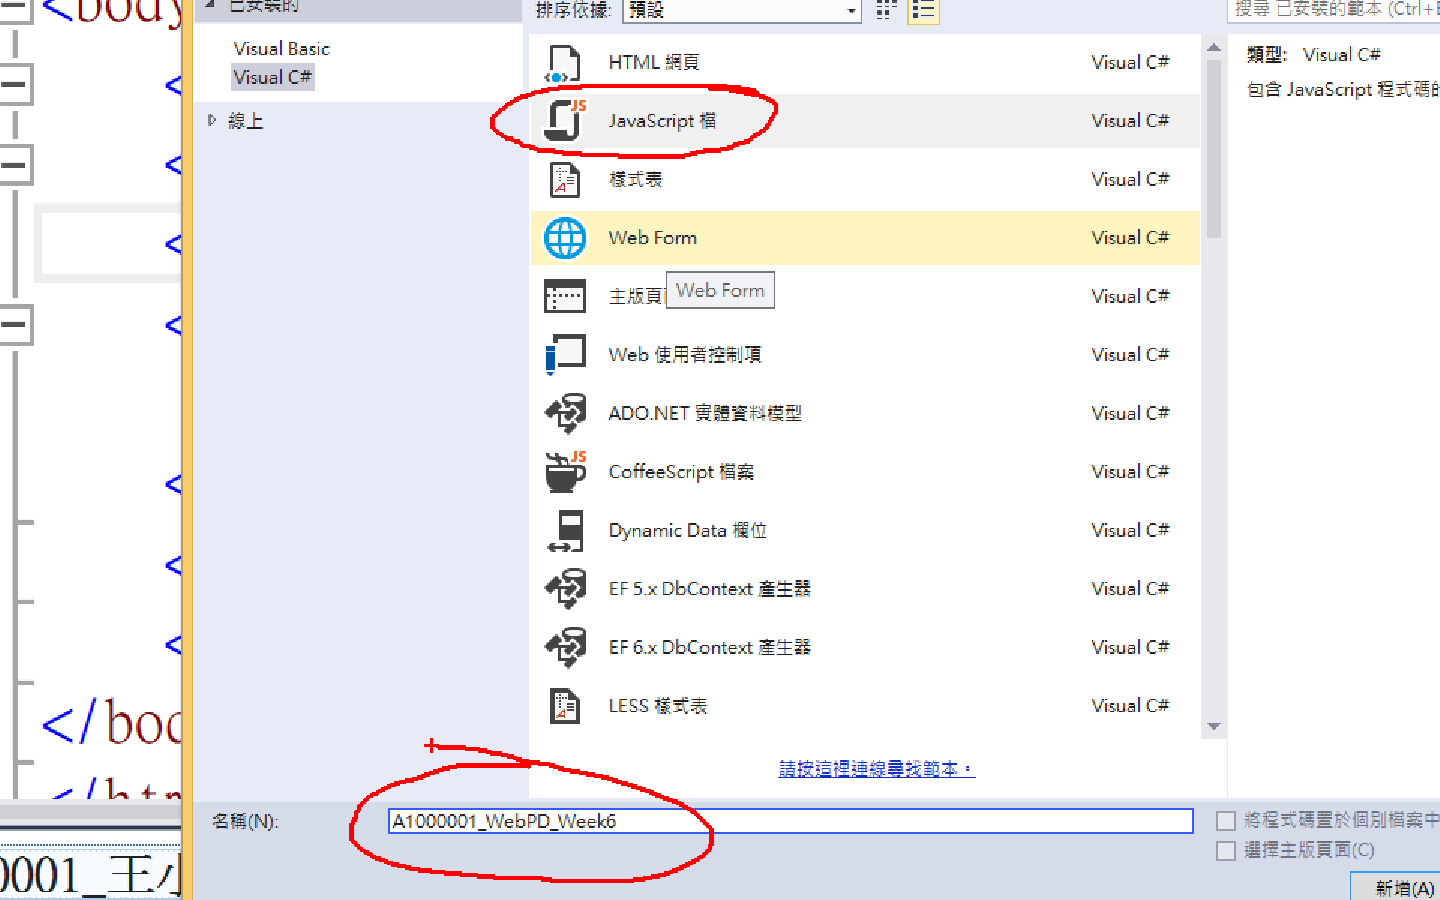 <body
已安裝的
排序依據:
預設
搜尋 已安裝的範本 (Ctrl+E
Visual Basic
Visual C#
線上
HTML 網頁 Visual C#
JavaScript 檔 Visual C#
樣式表 Visual C#
Web Form Visual C#
主版頁面 Visual C#
Web Form
Web 使用者控制項 Visual C#
ADO.NET 實體資料模型 Visual C#
CoffeeScript 檔案 Visual C#
Dynamic Data 欄位 Visual C#
EF 5.x DbContext 產生器 Visual C#
EF 6.x DbContext 產生器 Visual C#
LESS 樣式表 Visual C#
請按這裡連線尋找範本。
類型: Visual C#
包含 JavaScript 程式碼的
<
<
<
<
<
<
<
</bod
</htm
名稱(N):
A1000001_WebPD_Week6
將程式碼置於個別檔案中
選擇主版頁面(C)
新增(A)
0001_王小